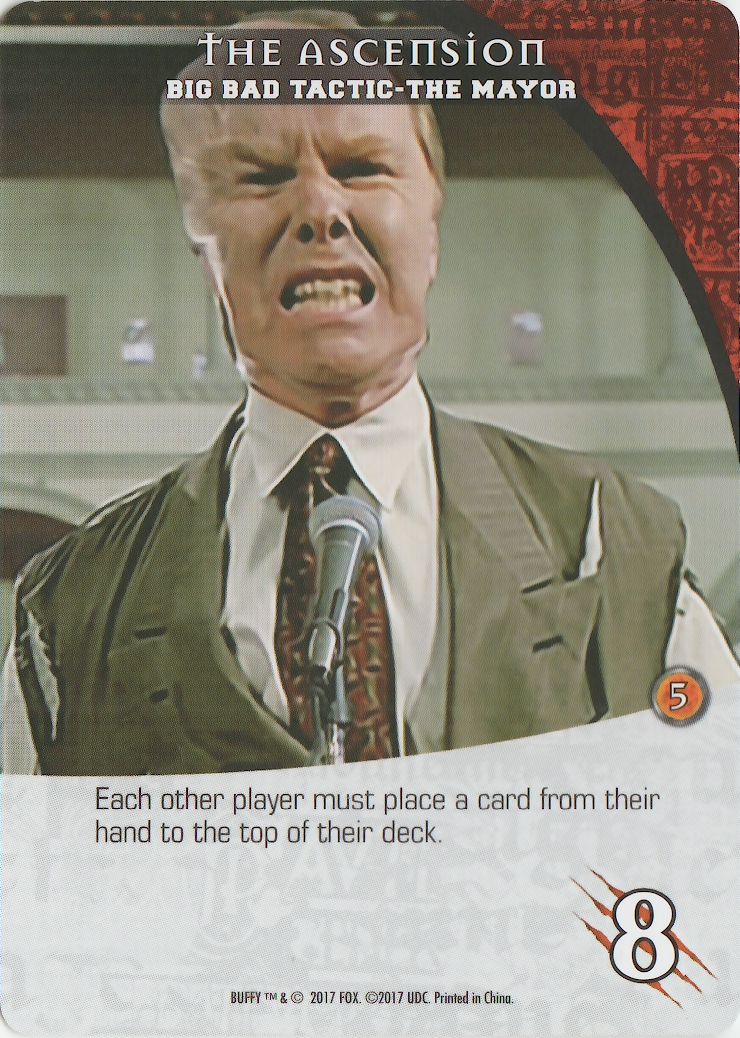 THE ASCENSION
BIG BAD TACTIC-THE MAYOR
5
Each other player must place a card from their
hand to the top of their deck.
8
BUFFY ™ & © 2017 FOX. ©2017 UDC. Printed in China.